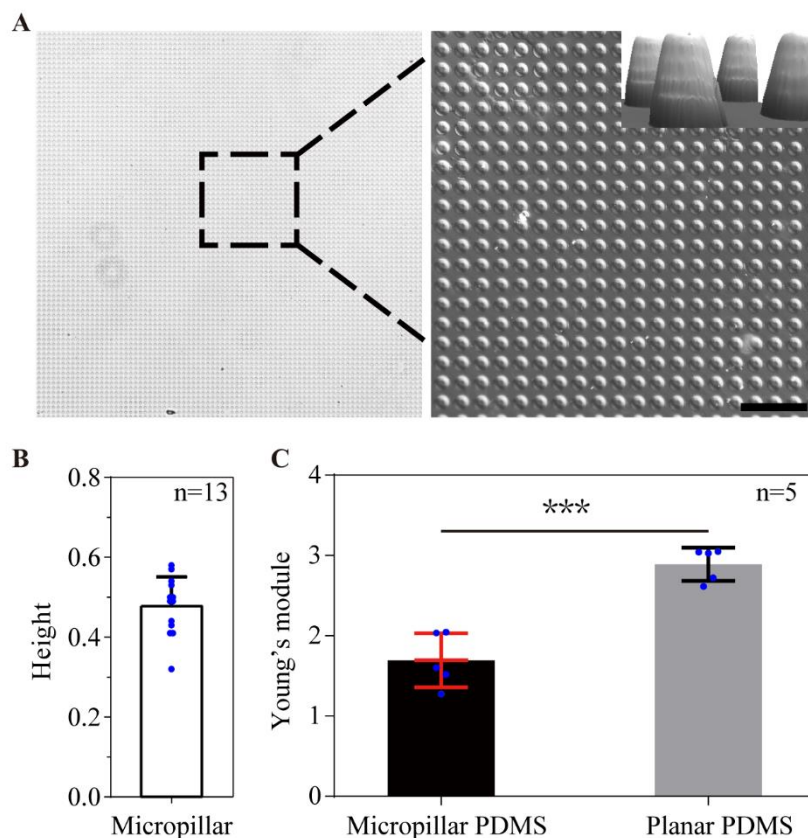 A
B
n=13
0.8
0.6
0.4
0.2
0.0
Height
Micropillar
C
n=5
***
4
3
2
1
0
Young's module
Micropillar PDMS
Planar PDMS